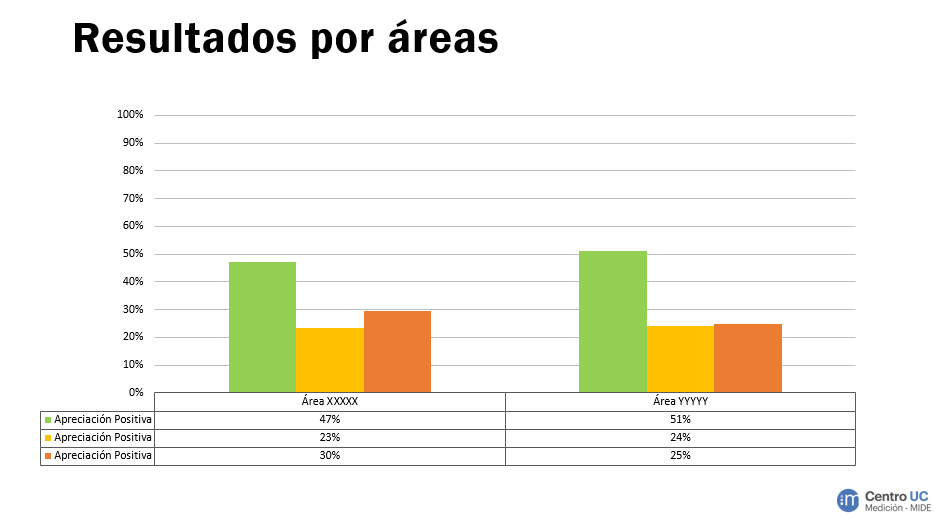 Resultados por áreas
100%
90%
80%
70%
60%
50%
40%
30%
20%
10%
0%
Área XXXXX Área YYYYY
Apreciación Positiva 47% 51%
Apreciación Positiva 23% 24%
Apreciación Positiva 30% 25%
m Centro UC
Medición - MIDE